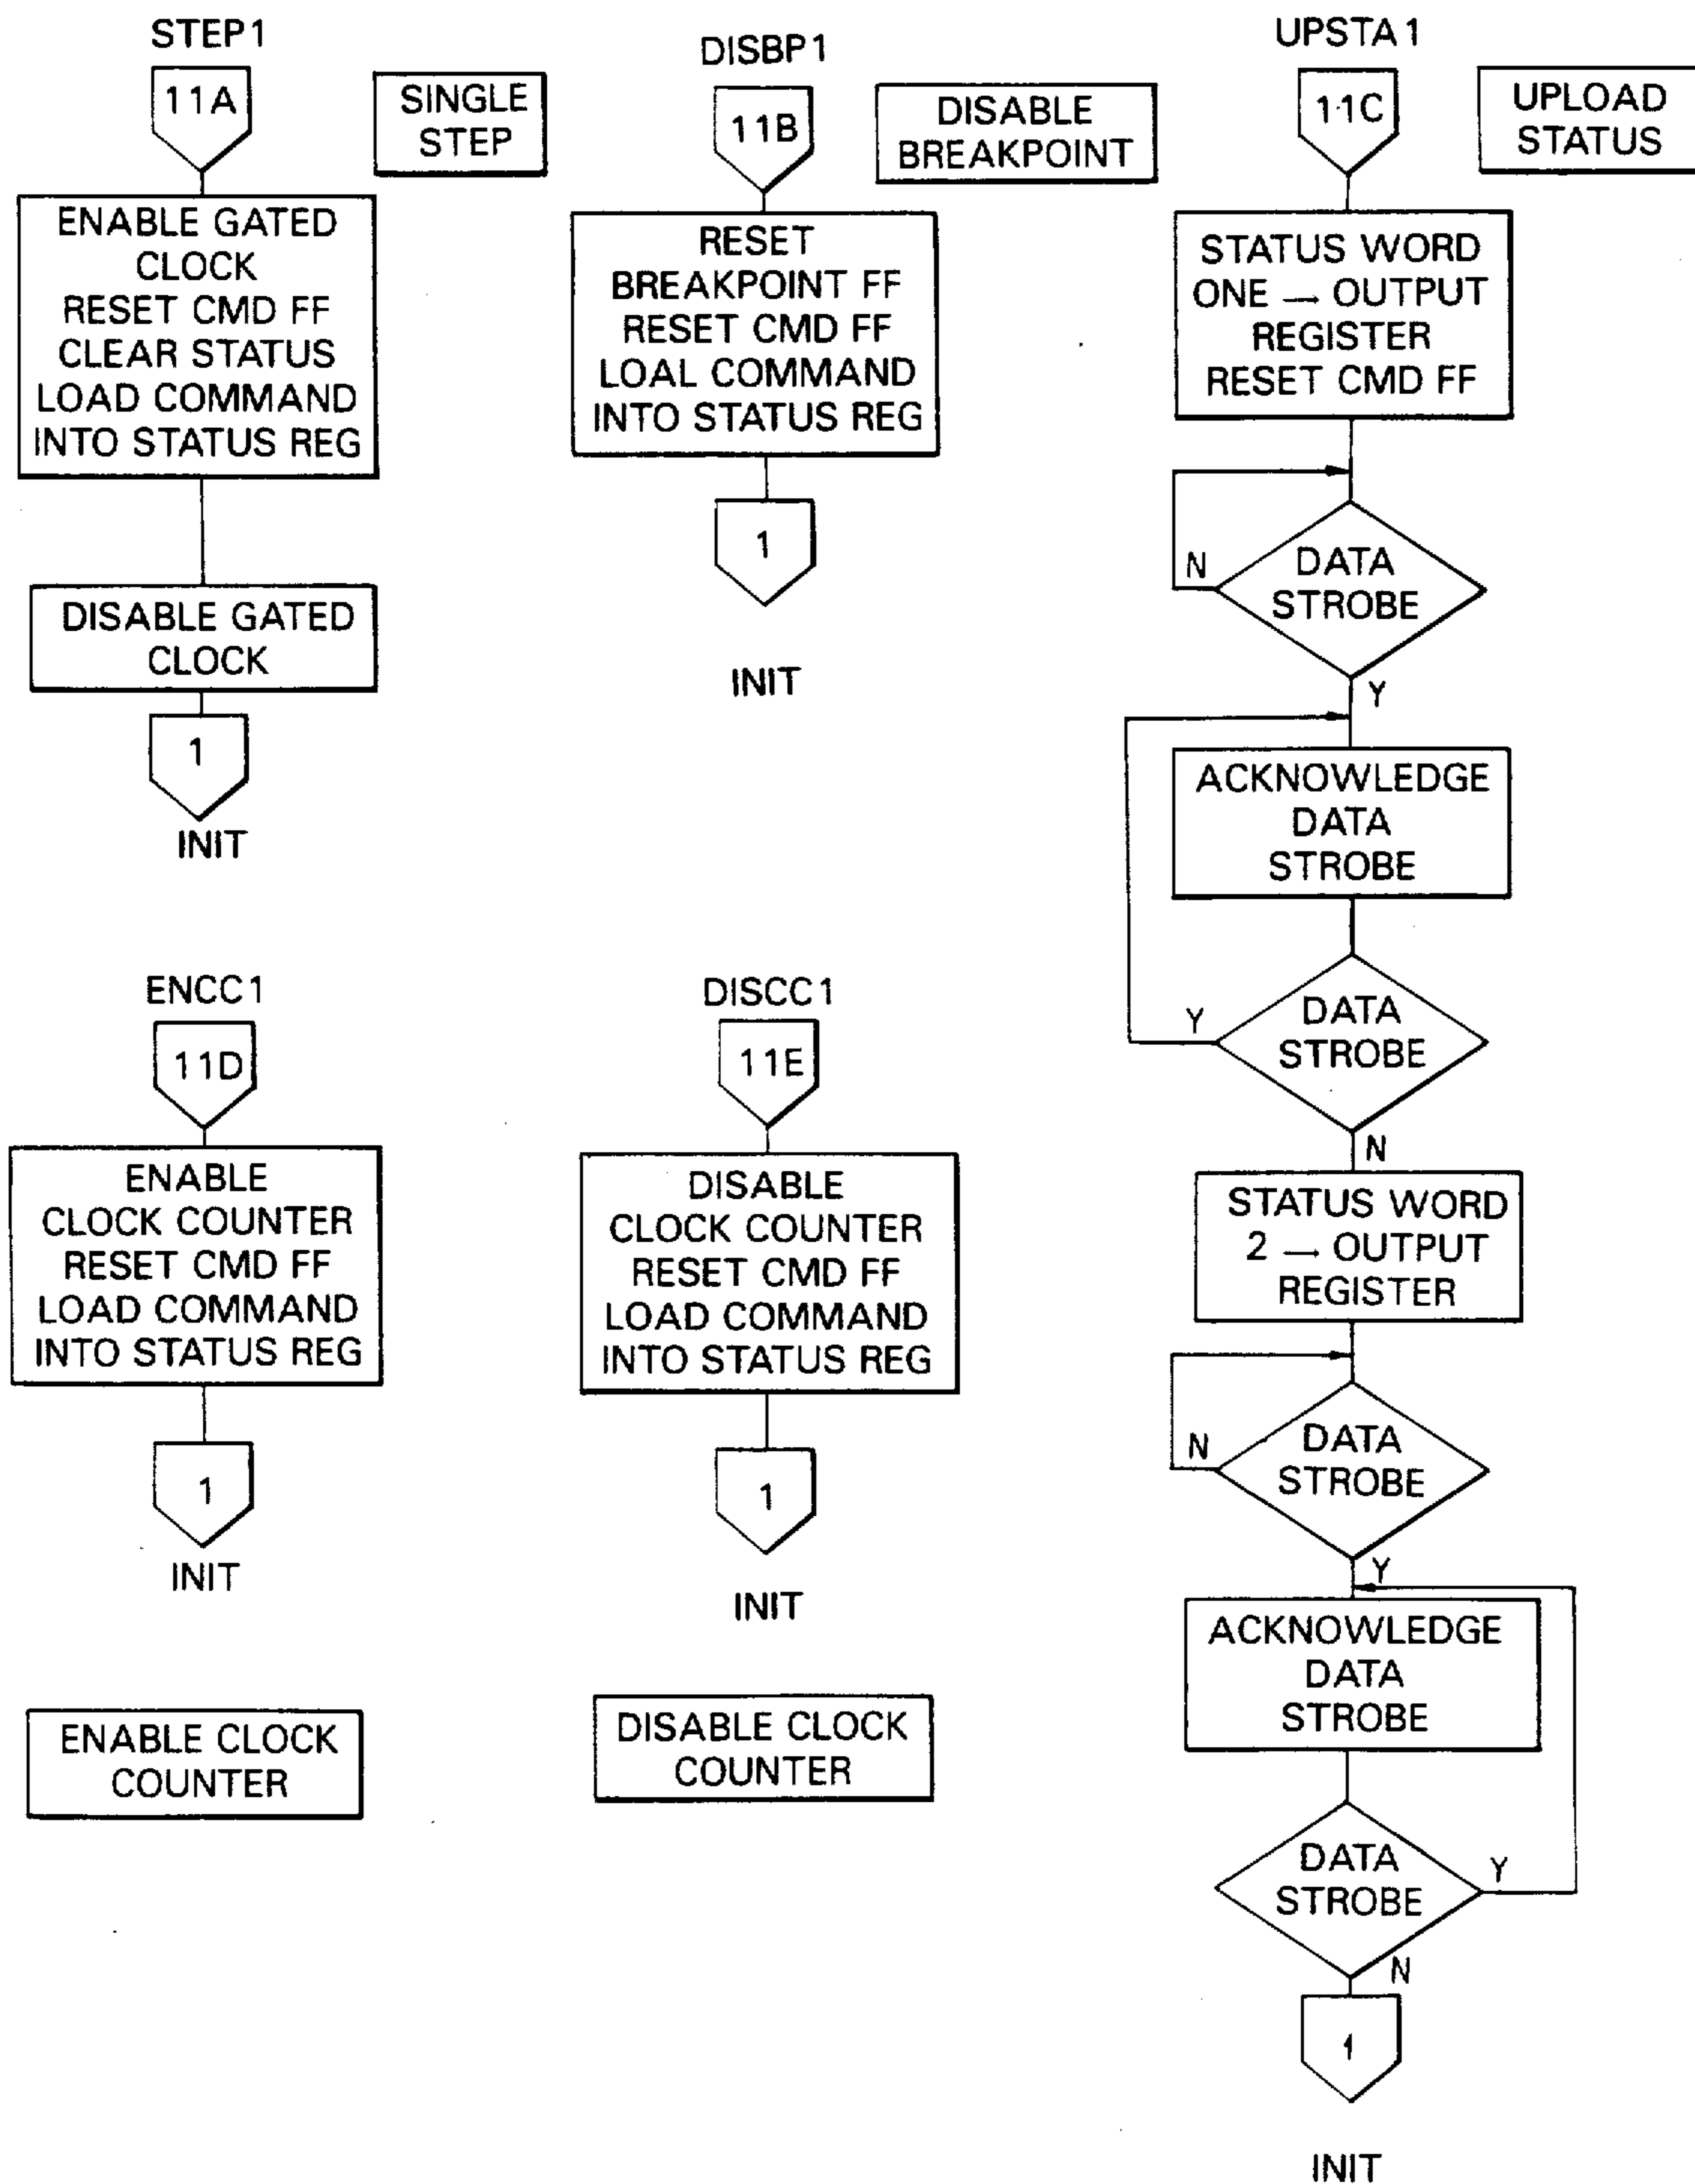 STEP1
11A
SINGLE
STEP
ENABLE GATED
CLOCK
RESET CMD FF
CLEAR STATUS
LOAD COMMAND
INTO STATUS REG
DISABLE GATED
CLOCK
1
INIT
DISBP1
11B
DISABLE
BREAKPOINT
RESET
BREAKPOINT FF
RESET CMD FF
LOAL COMMAND
INTO STATUS REG
1
INIT
UPSTA1
11C
UPLOAD
STATUS
STATUS WORD
ONE → OUTPUT
REGISTER
RESET CMD FF
DATA
STROBE
N
Y
ACKNOWLEDGE
DATA
STROBE
DATA
STROBE
Y
N
STATUS WORD
2 → OUTPUT
REGISTER
DATA
STROBE
N
Y
ACKNOWLEDGE
DATA
STROBE
DATA
STROBE
Y
N
1
INIT
ENCC1
11D
ENABLE
CLOCK COUNTER
RESET CMD FF
LOAD COMMAND
INTO STATUS REG
1
INIT
ENABLE CLOCK
COUNTER
DISCC1
11E
DISABLE
CLOCK COUNTER
RESET CMD FF
LOAD COMMAND
INTO STATUS REG
1
INIT
DISABLE CLOCK
COUNTER